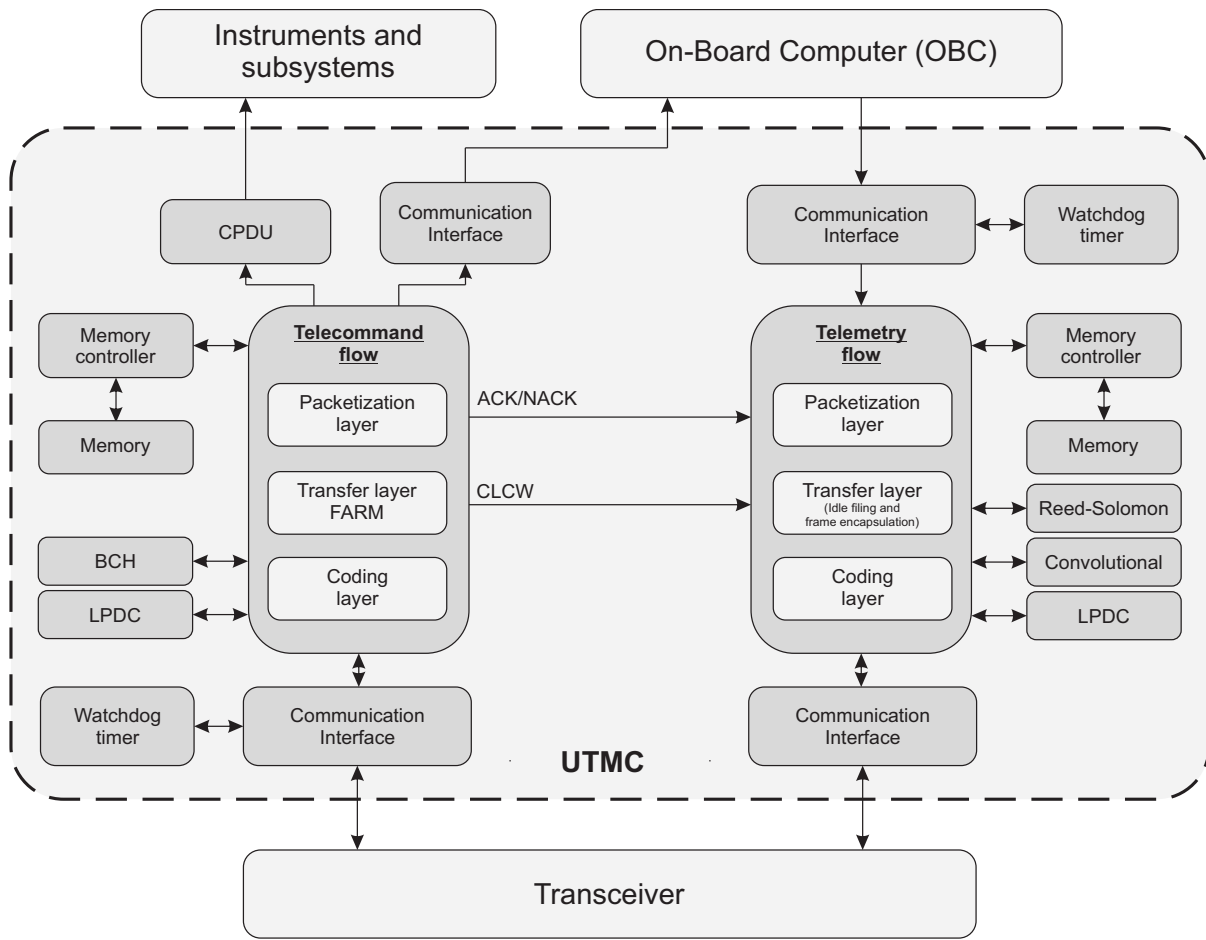 Instruments and
subsystems
On-Board Computer (OBC)
CPDU
Communication
Interface
Communication
Interface
Watchdog
timer
Memory
controller
Memory
BCH
LPDC
Telecommand
flow
Packetization
layer
Transfer layer
FARM
Coding
layer
ACK/NACK
CLCW
Telemetry
flow
Packetization
layer
Transfer layer
(Idle filing and
frame encapsulation)
Coding
layer
Memory
controller
Memory
Reed-Solomon
Convolutional
LPDC
Watchdog
timer
Communication
Interface
Communication
Interface
UTMC
Transceiver